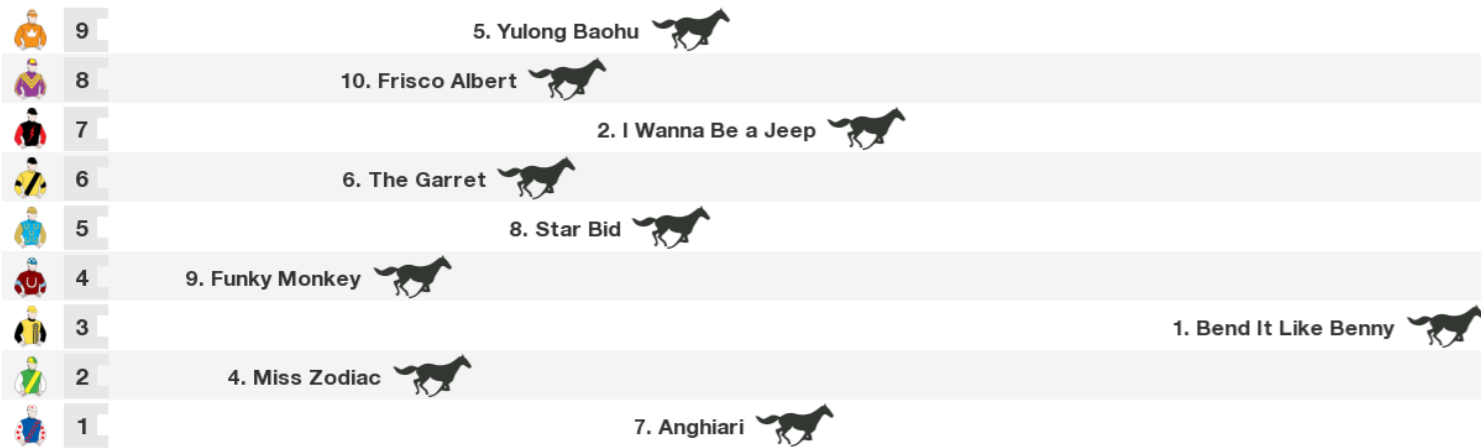 9 5. Yulong Baohu
8 10. Frisco Albert
7 2. I Wanna Be a Jeep
6 6. The Garret
5 8. Star Bid
4 9. Funky Monkey
3 1. Bend It Like Benny
2 4. Miss Zodiac
1 7. Anghiari